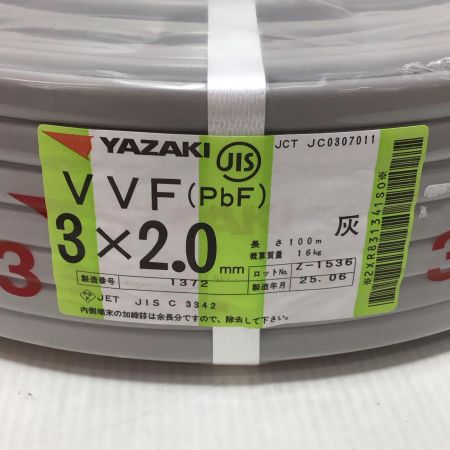 YAZAKI JIS JCT JC0307011
VVF(PbF)
3×2.0mm
灰
長さ 100m
概算質量 16kg
製造番号 1372
ロットNo. Z-1536
製造年月 25.06
JET JIS C 3342
内側端末の加締跡は余長分ですので、除去して下さい。
※2XR831341S0※
3
3